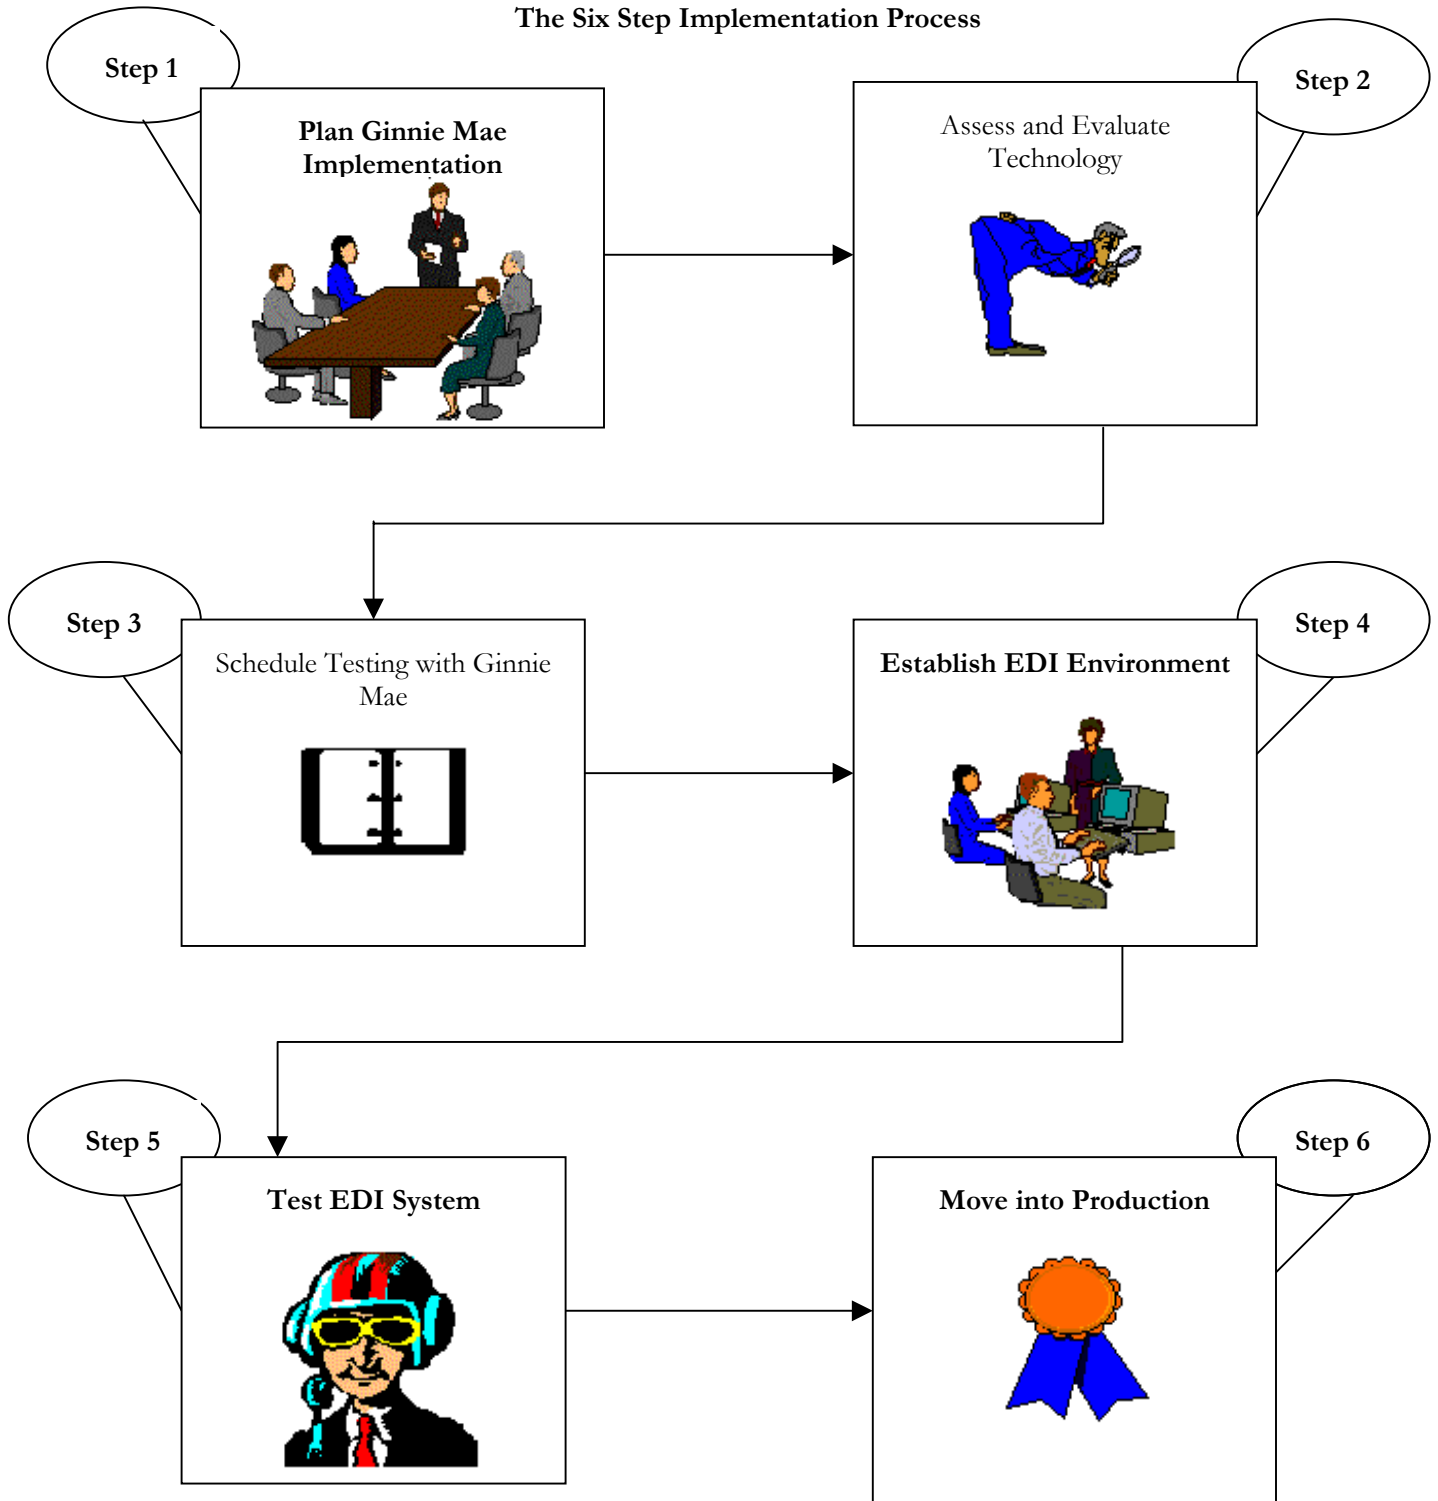 The Six Step Implementation Process
Step 1
Plan Ginnie Mae
Implementation
Step 2
Assess and Evaluate
Technology
Step 3
Schedule Testing with Ginnie
Mae
Step 4
Establish EDI Environment
Step 5
Test EDI System
Step 6
Move into Production